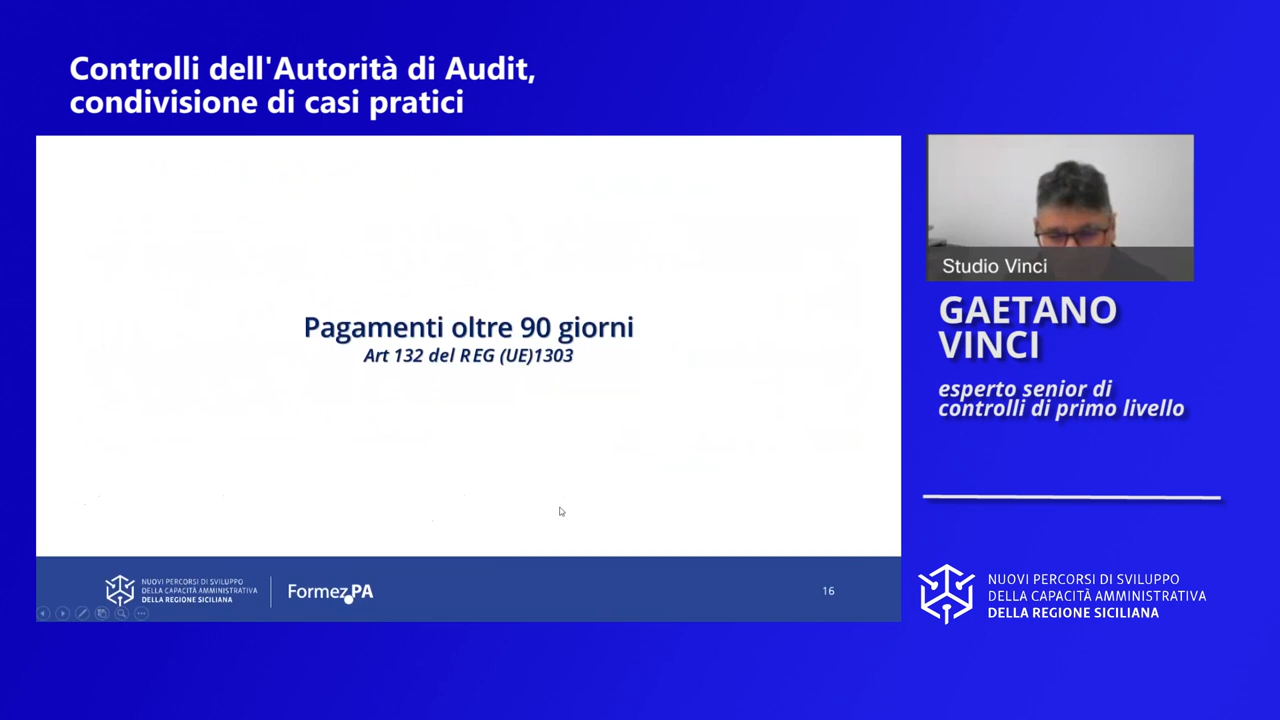 Controlli dell'Autorità di Audit,
condivisione di casi pratici
Pagamenti oltre 90 giorni
Art 132 del REG (UE)1303
NUOVI PERCORSI DI SVILUPPO
DELLA CAPACITÀ AMMINISTRATIVA
DELLA REGIONE SICILIANA
Formez PA
16
Studio Vinci
GAETANO
VINCI
esperto senior di
controlli di primo livello
NUOVI PERCORSI DI SVILUPPO
DELLA CAPACITÀ AMMINISTRATIVA
DELLA REGIONE SICILIANA